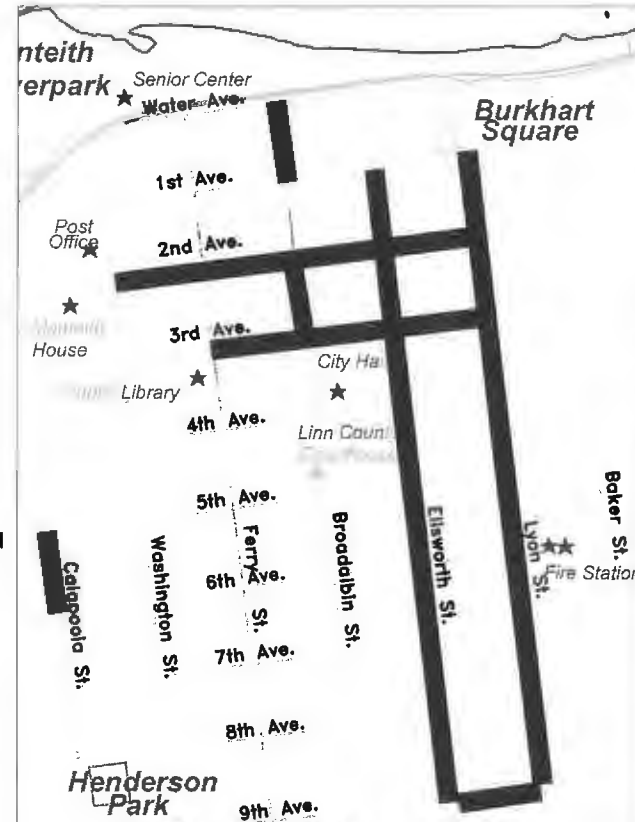 nteith
erpark
Senior Center
Water Ave.
Burkhart
Square
1st Ave.
Post
Office
2nd Ave.
House
3rd Ave.
City Ha
Library
4th Ave.
Linn Coun
5th Ave.
Baker St.
Ellsworth St.
Lyon St.
Broadalbin St.
Ferry St.
Washington St.
Calapooia St.
6th Ave.
Fire Station
7th Ave.
8th Ave.
Henderson
Park
9th Ave.